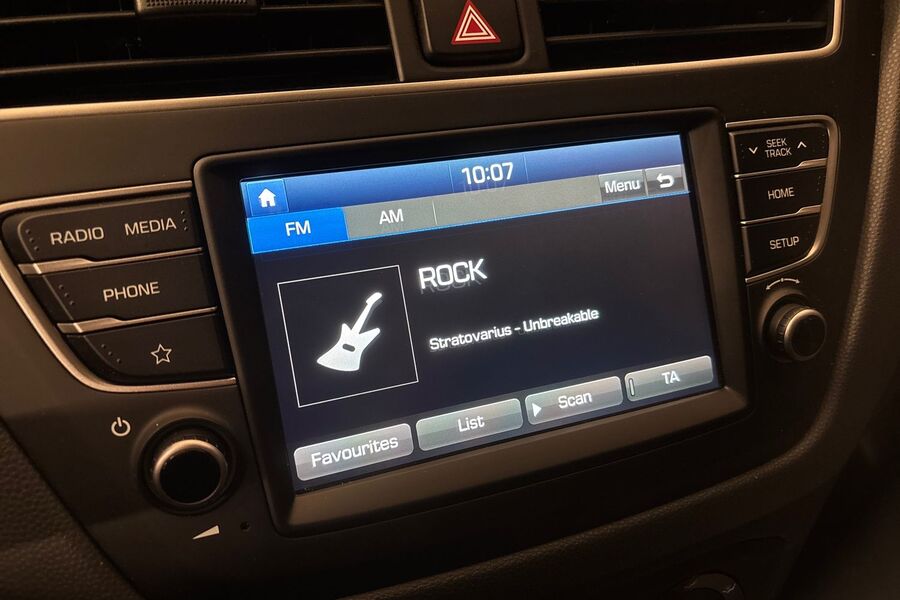 10:07
Menu
FM
AM
ROCK
Stratovarius - Unbreakable
Favourites
List
Scan
TA
RADIO
MEDIA
PHONE
SEEK
TRACK
HOME
SETUP